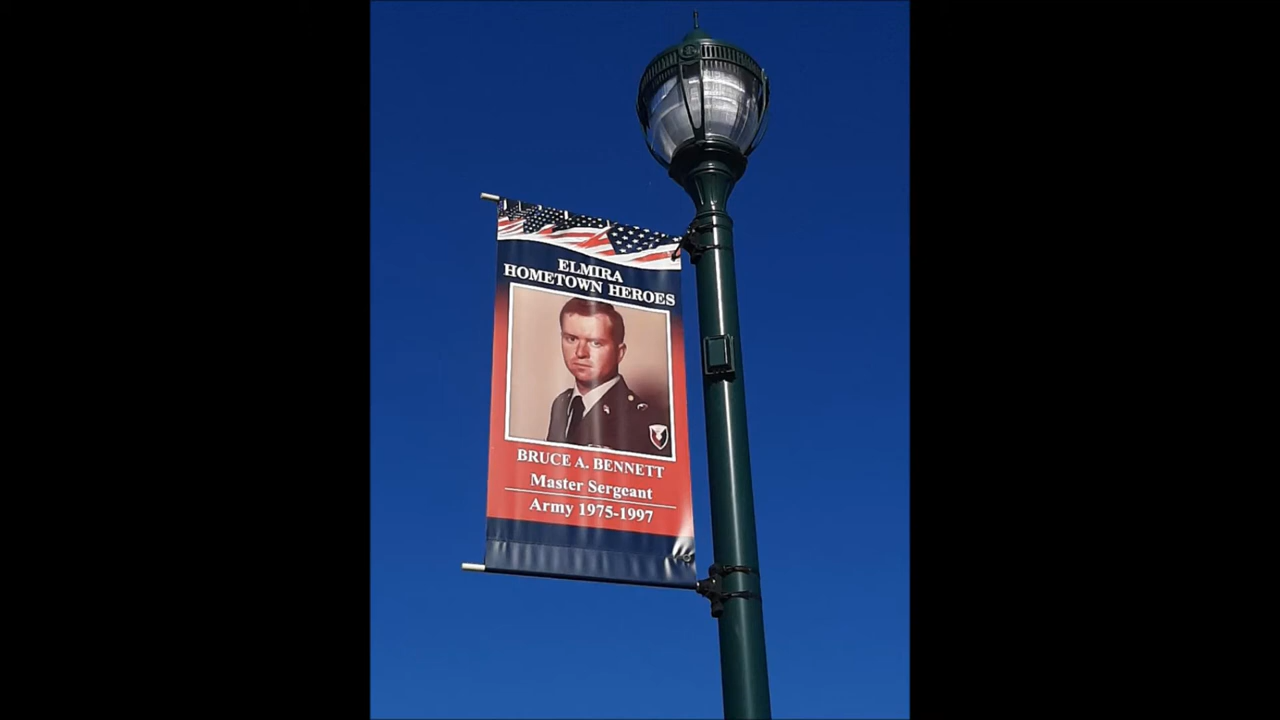 ELMIRA
HOMETOWN HEROES
BRUCE A. BENNETT
Master Sergeant
Army 1975-1997